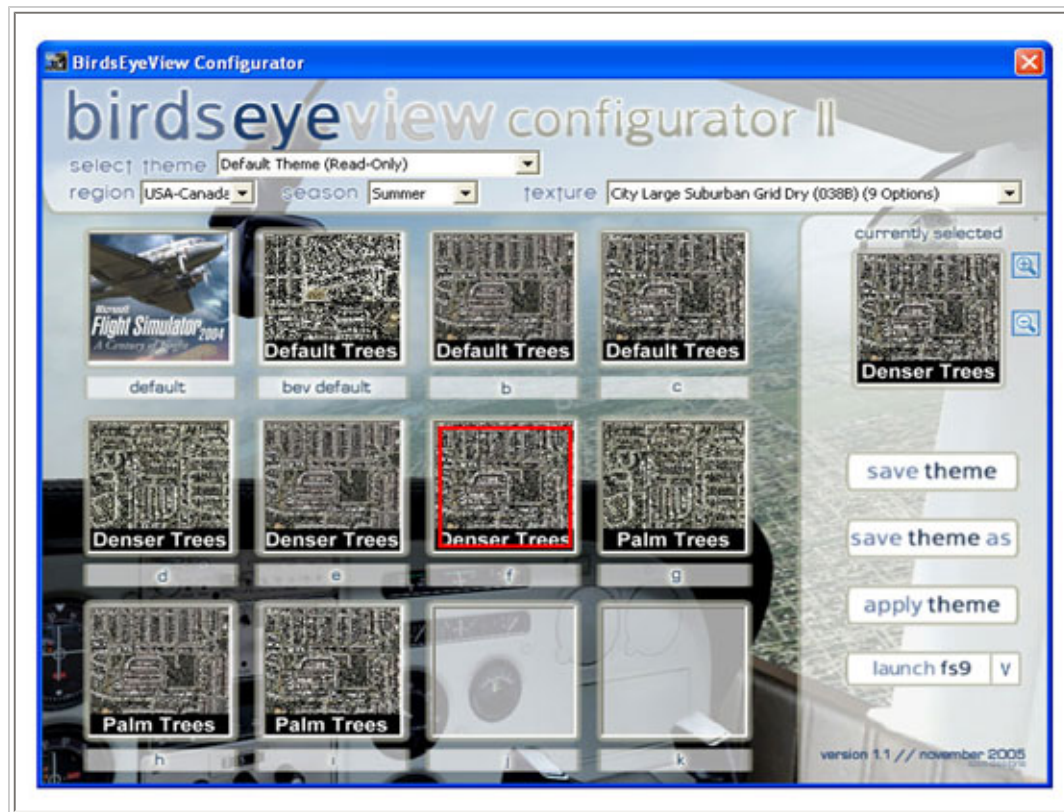 BirdsEyeView Configurator
birdseyeview configurator II
select theme Default Theme (Read-Only)
region USA-Canada season Summer texture City Large Suburban Grid Dry (038B) (9 Options)
currently selected
Microsoft
Flight Simulator 2004
A Century of Flight
Default Trees Default Trees Default Trees
Denser Trees
default bev default b c
Denser Trees Denser Trees Denser Trees Palm Trees
d e f g
Palm Trees Palm Trees
h i j k
save theme
save theme as
apply theme
launch fs9 v
version 1.1 // november 2005